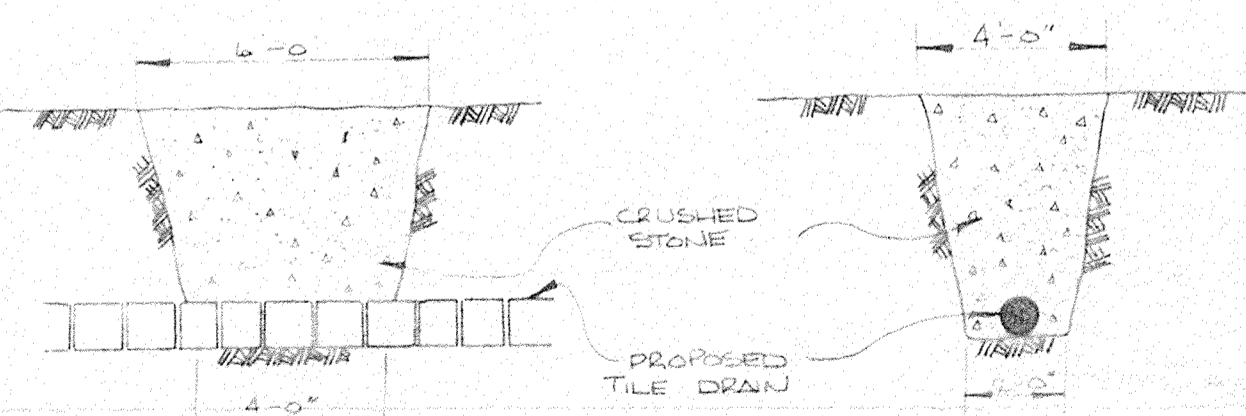 6'-0
4'-0"
CRUSHED
STONE
PROPOSED
TILE DRAIN
4'-0"